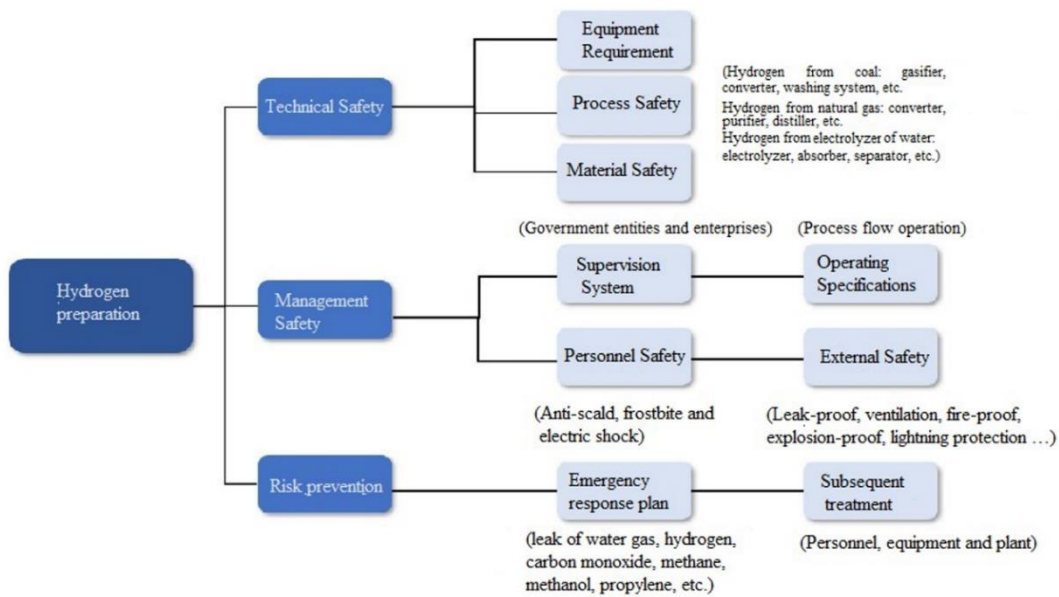 Equipment
Requirement
Technical Safety
Process Safety
Material Safety
(Hydrogen from coal: gasifier,
converter, washing system, etc.
Hydrogen from natural gas: converter,
purifier, distiller, etc.
Hydrogen from electrolyzer of water:
electrolyzer, absorber, separator, etc.)
(Government entities and enterprises)
(Process flow operation)
Hydrogen
preparation
Management
Safety
Supervision
System
Operating
Specifications
Personnel Safety
External Safety
(Anti-scald, frostbite and
electric shock)
(Leak-proof, ventilation, fire-proof,
explosion-proof, lightning protection …)
Risk prevention
Emergency
response plan
Subsequent
treatment
(leak of water gas, hydrogen,
carbon monoxide, methane,
methanol, propylene, etc.)
(Personnel, equipment and plant)